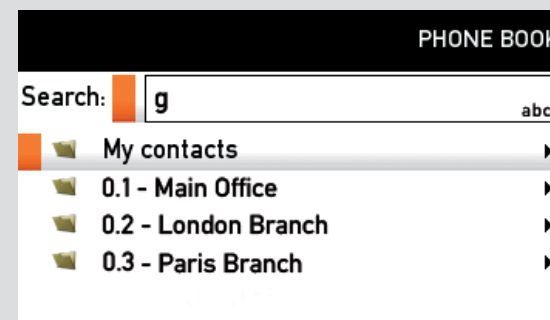 PHONE BOOK
Search: g
abc
My contacts
0.1 - Main Office
0.2 - London Branch
0.3 - Paris Branch